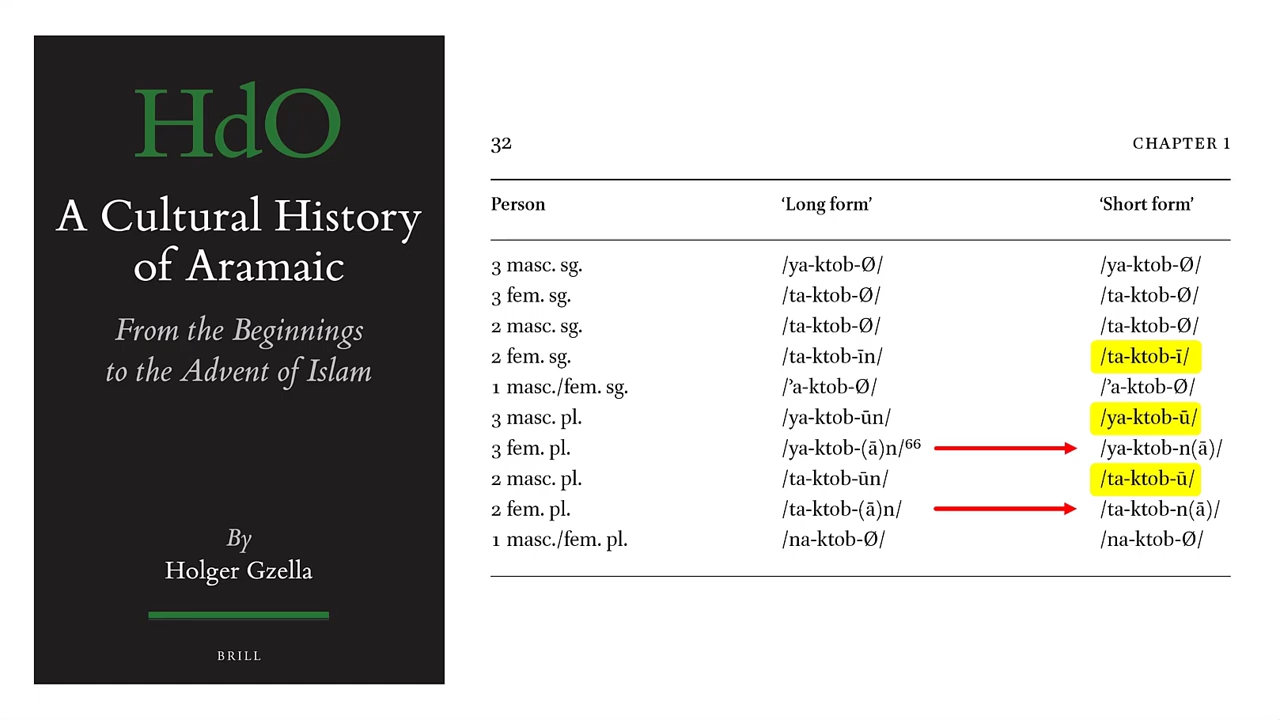 HdO
A Cultural History
of Aramaic
From the Beginnings
to the Advent of Islam
By
Holger Gzella
BRILL
32 CHAPTER 1
Person ‘Long form’ ‘Short form’
3 masc. sg. /ya-ktob-Ø/ /ya-ktob-Ø/
3 fem. sg. /ta-ktob-Ø/ /ta-ktob-Ø/
2 masc. sg. /ta-ktob-Ø/ /ta-ktob-Ø/
2 fem. sg. /ta-ktob-īn/ /ta-ktob-ī/
1 masc./fem. sg. /ʾa-ktob-Ø/ /ʾa-ktob-Ø/
3 masc. pl. /ya-ktob-ūn/ /ya-ktob-ū/
3 fem. pl. /ya-ktob-(ā)n/⁶⁶ /ya-ktob-n(ā)/
2 masc. pl. /ta-ktob-ūn/ /ta-ktob-ū/
2 fem. pl. /ta-ktob-(ā)n/ /ta-ktob-n(ā)/
1 masc./fem. pl. /na-ktob-Ø/ /na-ktob-Ø/